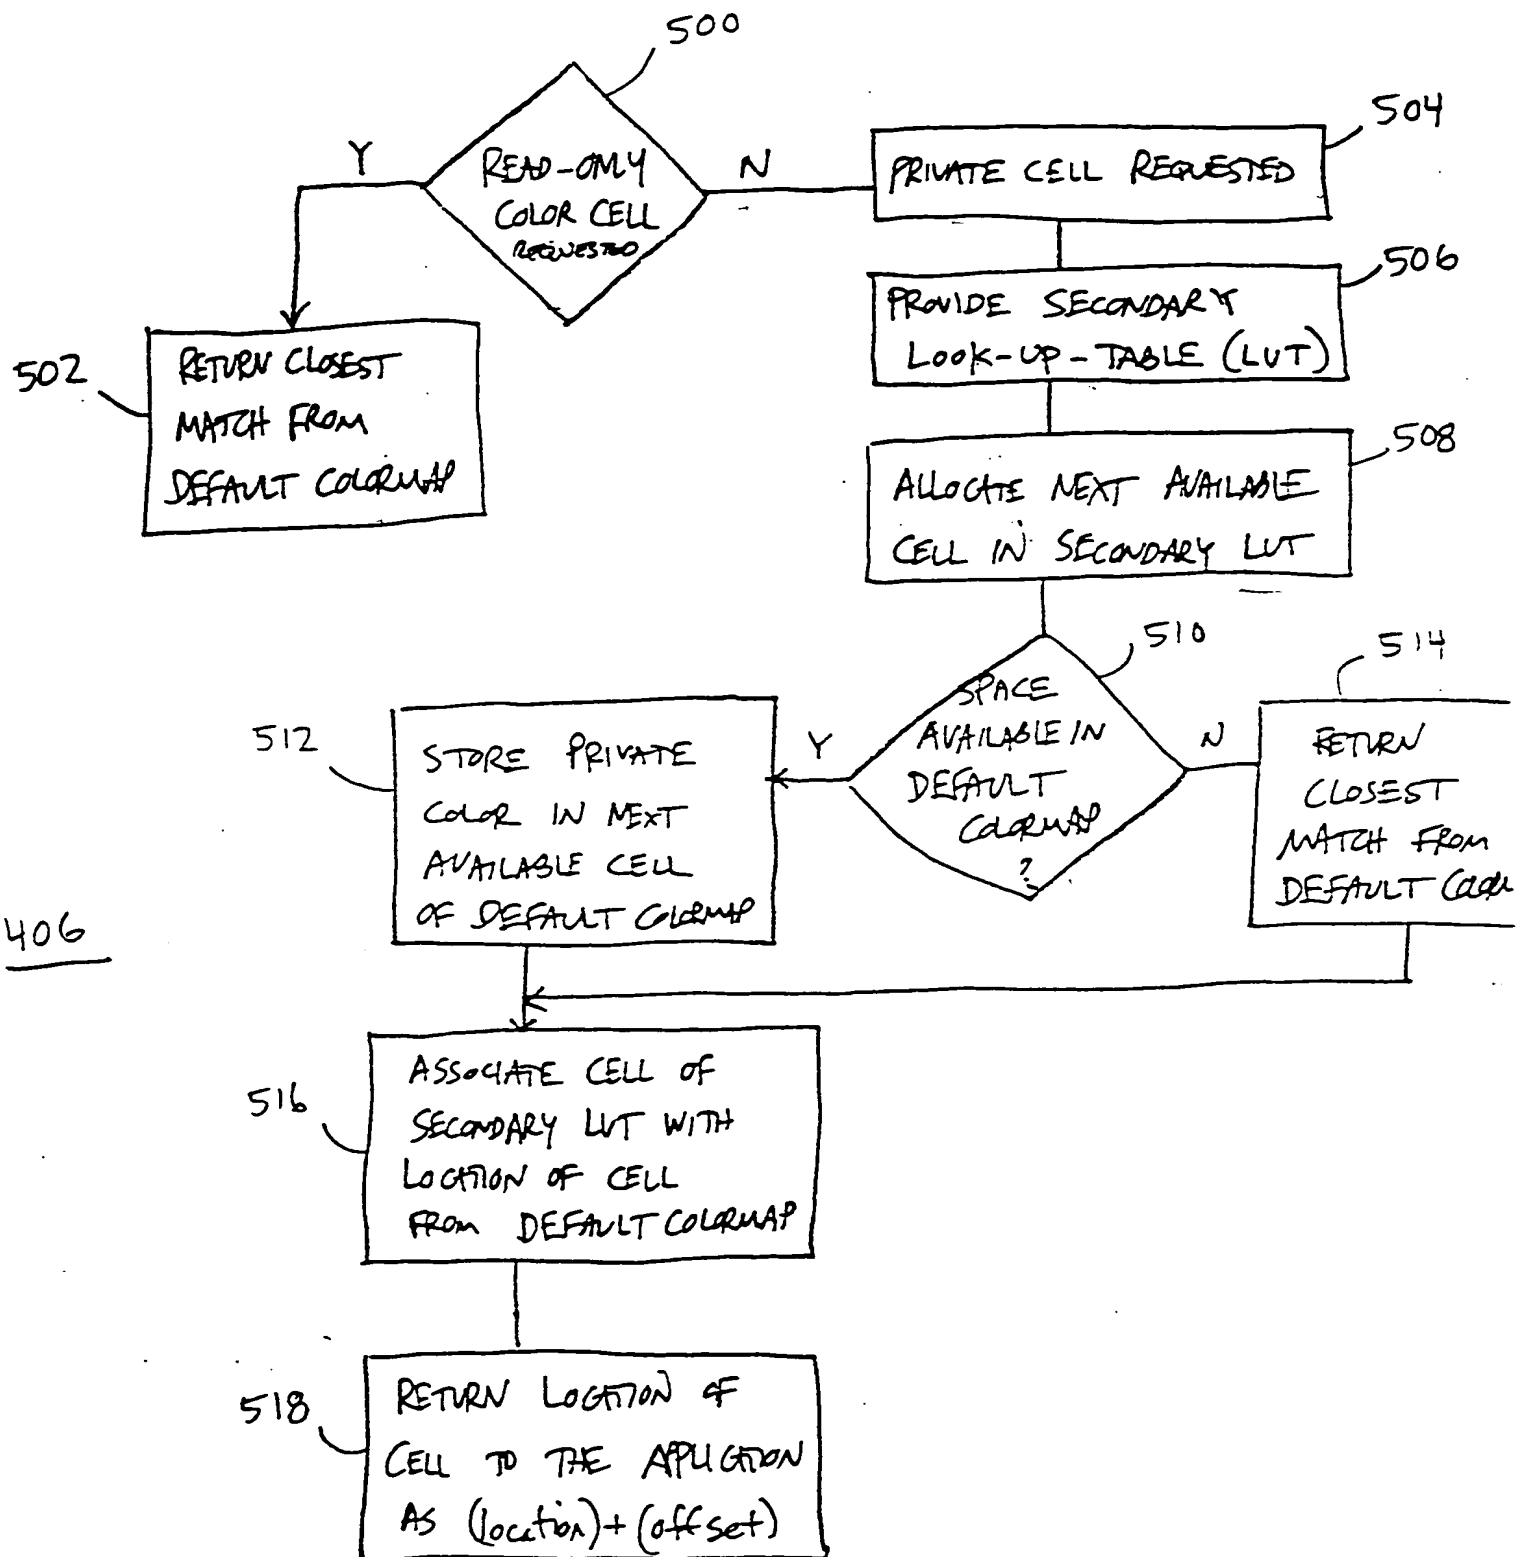 500
Y
READ-ONLY
COLOR CELL
REQUESTED
N
504
PRIVATE CELL REQUESTED
506
PROVIDE SECONDARY
LOOK-UP-TABLE (LUT)
502
RETURN CLOSEST
MATCH FROM
DEFAULT COLORMAP
508
ALLOCATE NEXT AVAILABLE
CELL IN SECONDARY LUT
510
SPACE
AVAILABLE IN
DEFAULT
COLORMAP
?
Y
N
512
STORE PRIVATE
COLOR IN NEXT
AVAILABLE CELL
OF DEFAULT COLORMAP
514
RETURN
CLOSEST
MATCH FROM
DEFAULT
406
516
ASSOCIATE CELL OF
SECONDARY LUT WITH
LOCATION OF CELL
FROM DEFAULT COLORMAP
518
RETURN LOCATION OF
CELL TO THE APPLICATION
AS (location)+(offset)